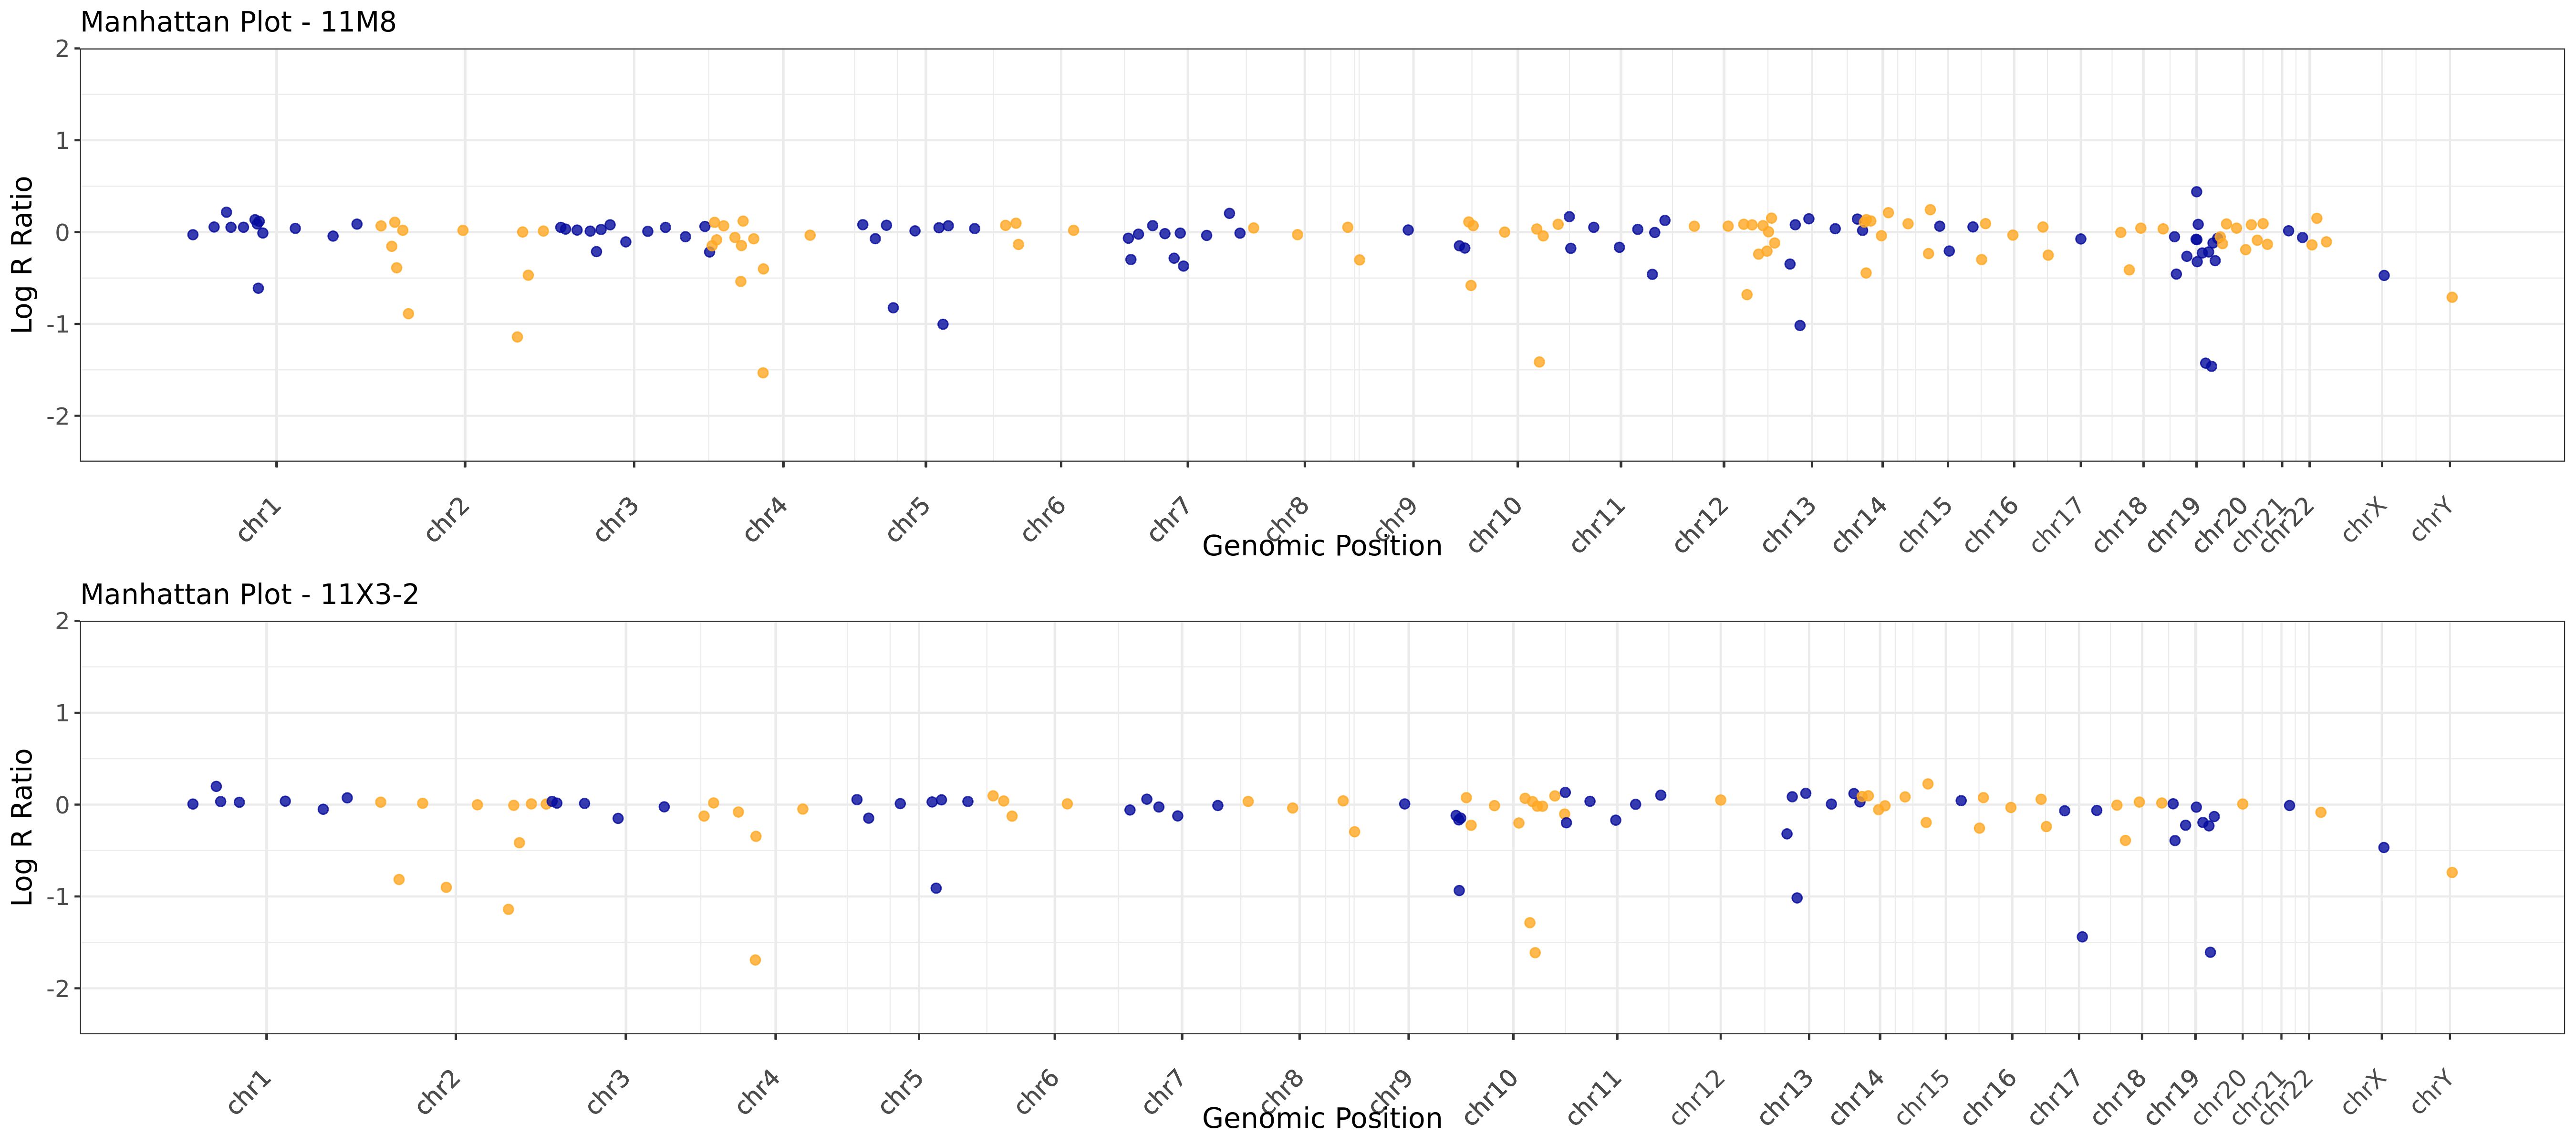 Manhattan Plot - 11M8
2
1
0
-1
-2
Log R Ratio
chr1 chr2 chr3 chr4 chr5 chr6 chr7 chr8 chr9 chr10 chr11 chr12 chr13 chr14 chr15 chr16 chr17 chr18 chr19 chr20 chr21 chr22 chrX chrY
Genomic Position
Manhattan Plot - 11X3-2
2
1
0
-1
-2
Log R Ratio
chr1 chr2 chr3 chr4 chr5 chr6 chr7 chr8 chr9 chr10 chr11 chr12 chr13 chr14 chr15 chr16 chr17 chr18 chr19 chr20 chr21 chr22 chrX chrY
Genomic Position